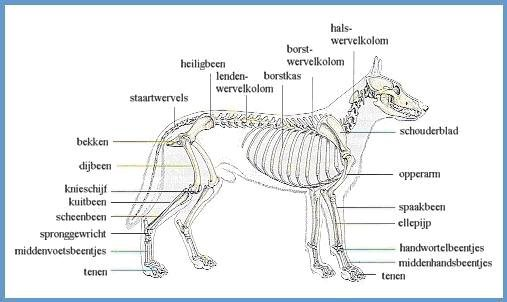 hals-
wervelkolom
borst-
wervelkolom
heiligbeen
lenden-
wervelkolom
borstkas
staartwervels
schouderblad
bekken
dijbeen
opperarm
knieschijf
kuitbeen
spaakbeen
scheenbeen
ellepijp
spronggewricht
handwortelbeentjes
middenvoetsbeentjes
middenhandsbeentjes
tenen
tenen